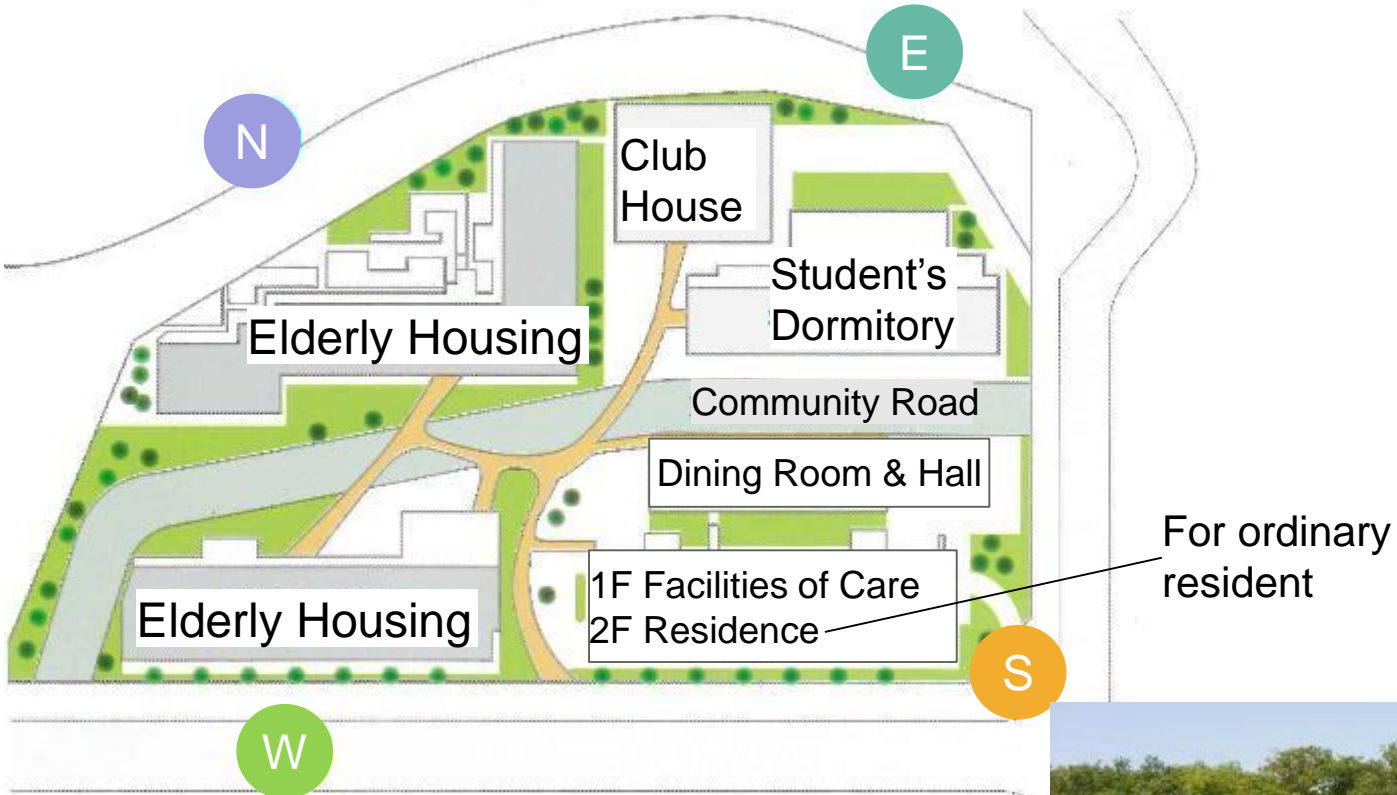 E
N
Club
House
Student's
Dormitory
Elderly Housing
Community Road
Dining Room & Hall
For ordinary
resident
1F Facilities of Care
2F Residence
Elderly Housing
S
W